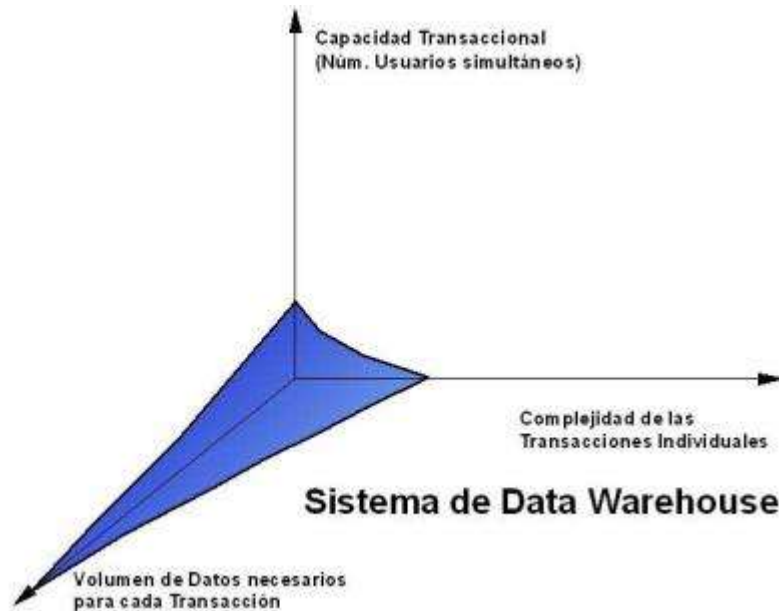 Capacidad Transaccional
(Núm. Usuarios simultáneos)
Complejidad de las
Transacciones Individuales
Sistema de Data Warehouse
Volumen de Datos necesarios
para cada Transacción